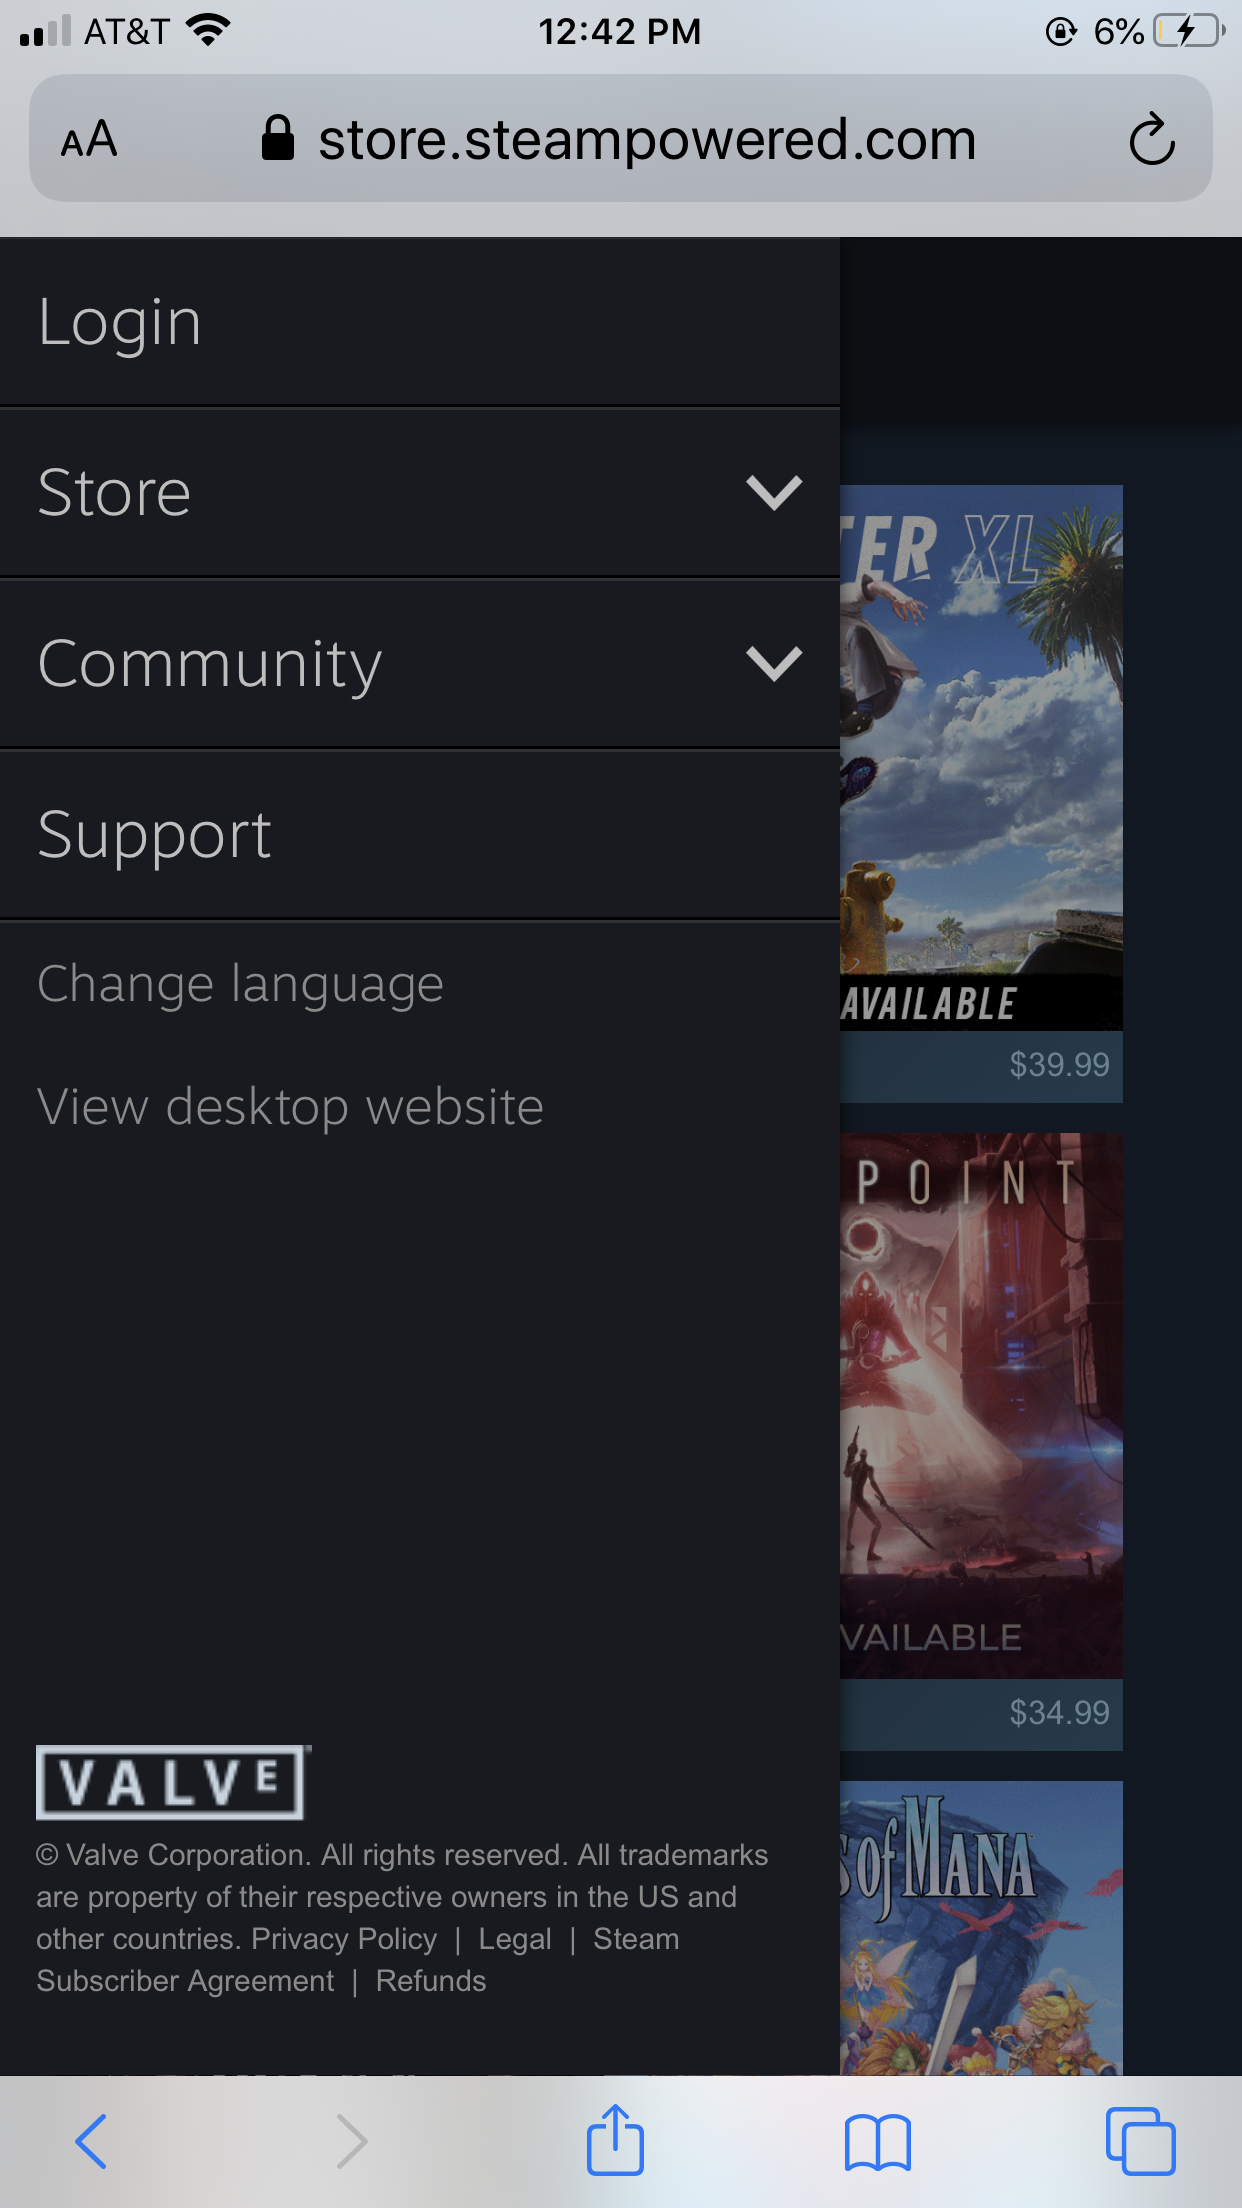 AT&T 12:42 PM 6%
AA store.steampowered.com
Login
Store
Community
Support
Change language
View desktop website
VALVE
© Valve Corporation. All rights reserved. All trademarks
are property of their respective owners in the US and
other countries. Privacy Policy | Legal | Steam
Subscriber Agreement | Refunds
TER XL
AVAILABLE
$39.99
POINT
VAILABLE
$34.99
S of MANA